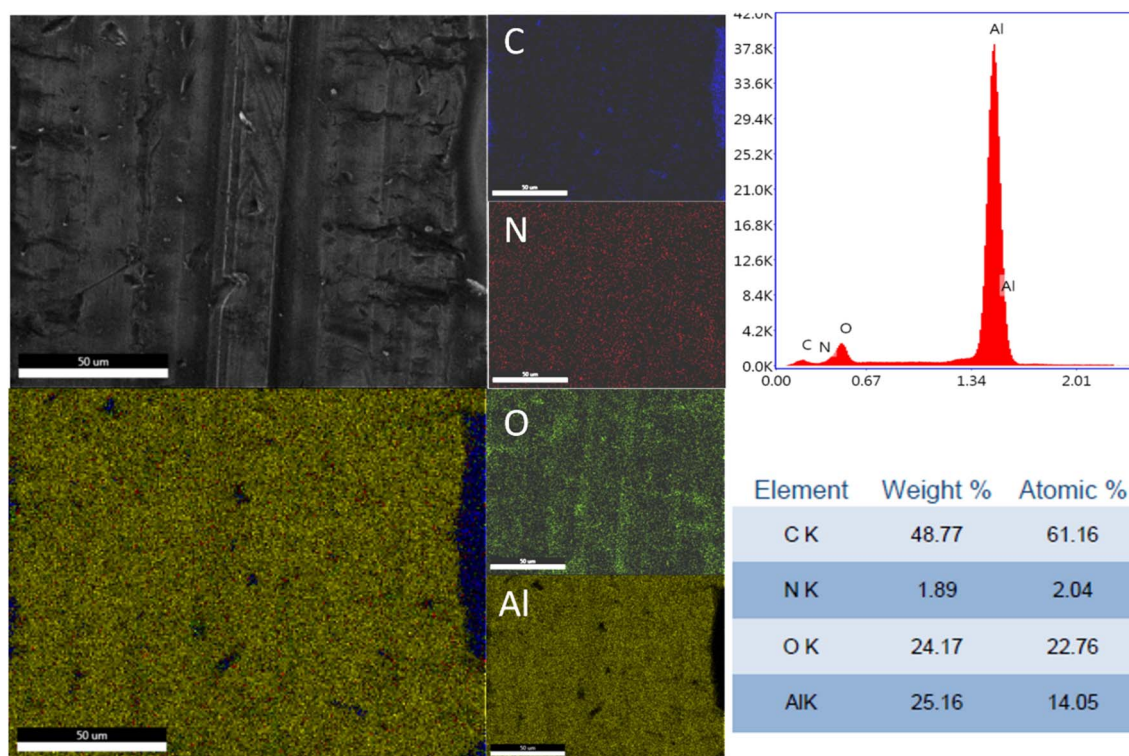 50 um
C
50 um
N
50 um
O
50 um
Al
50 um
50 um
42.0K
37.8K
33.6K
29.4K
25.2K
21.0K
16.8K
12.6K
8.4K
4.2K
0.0K
0.00 0.67 1.34 2.01
Al
Al
C N O
Element Weight % Atomic %
C K 48.77 61.16
N K 1.89 2.04
O K 24.17 22.76
AlK 25.16 14.05